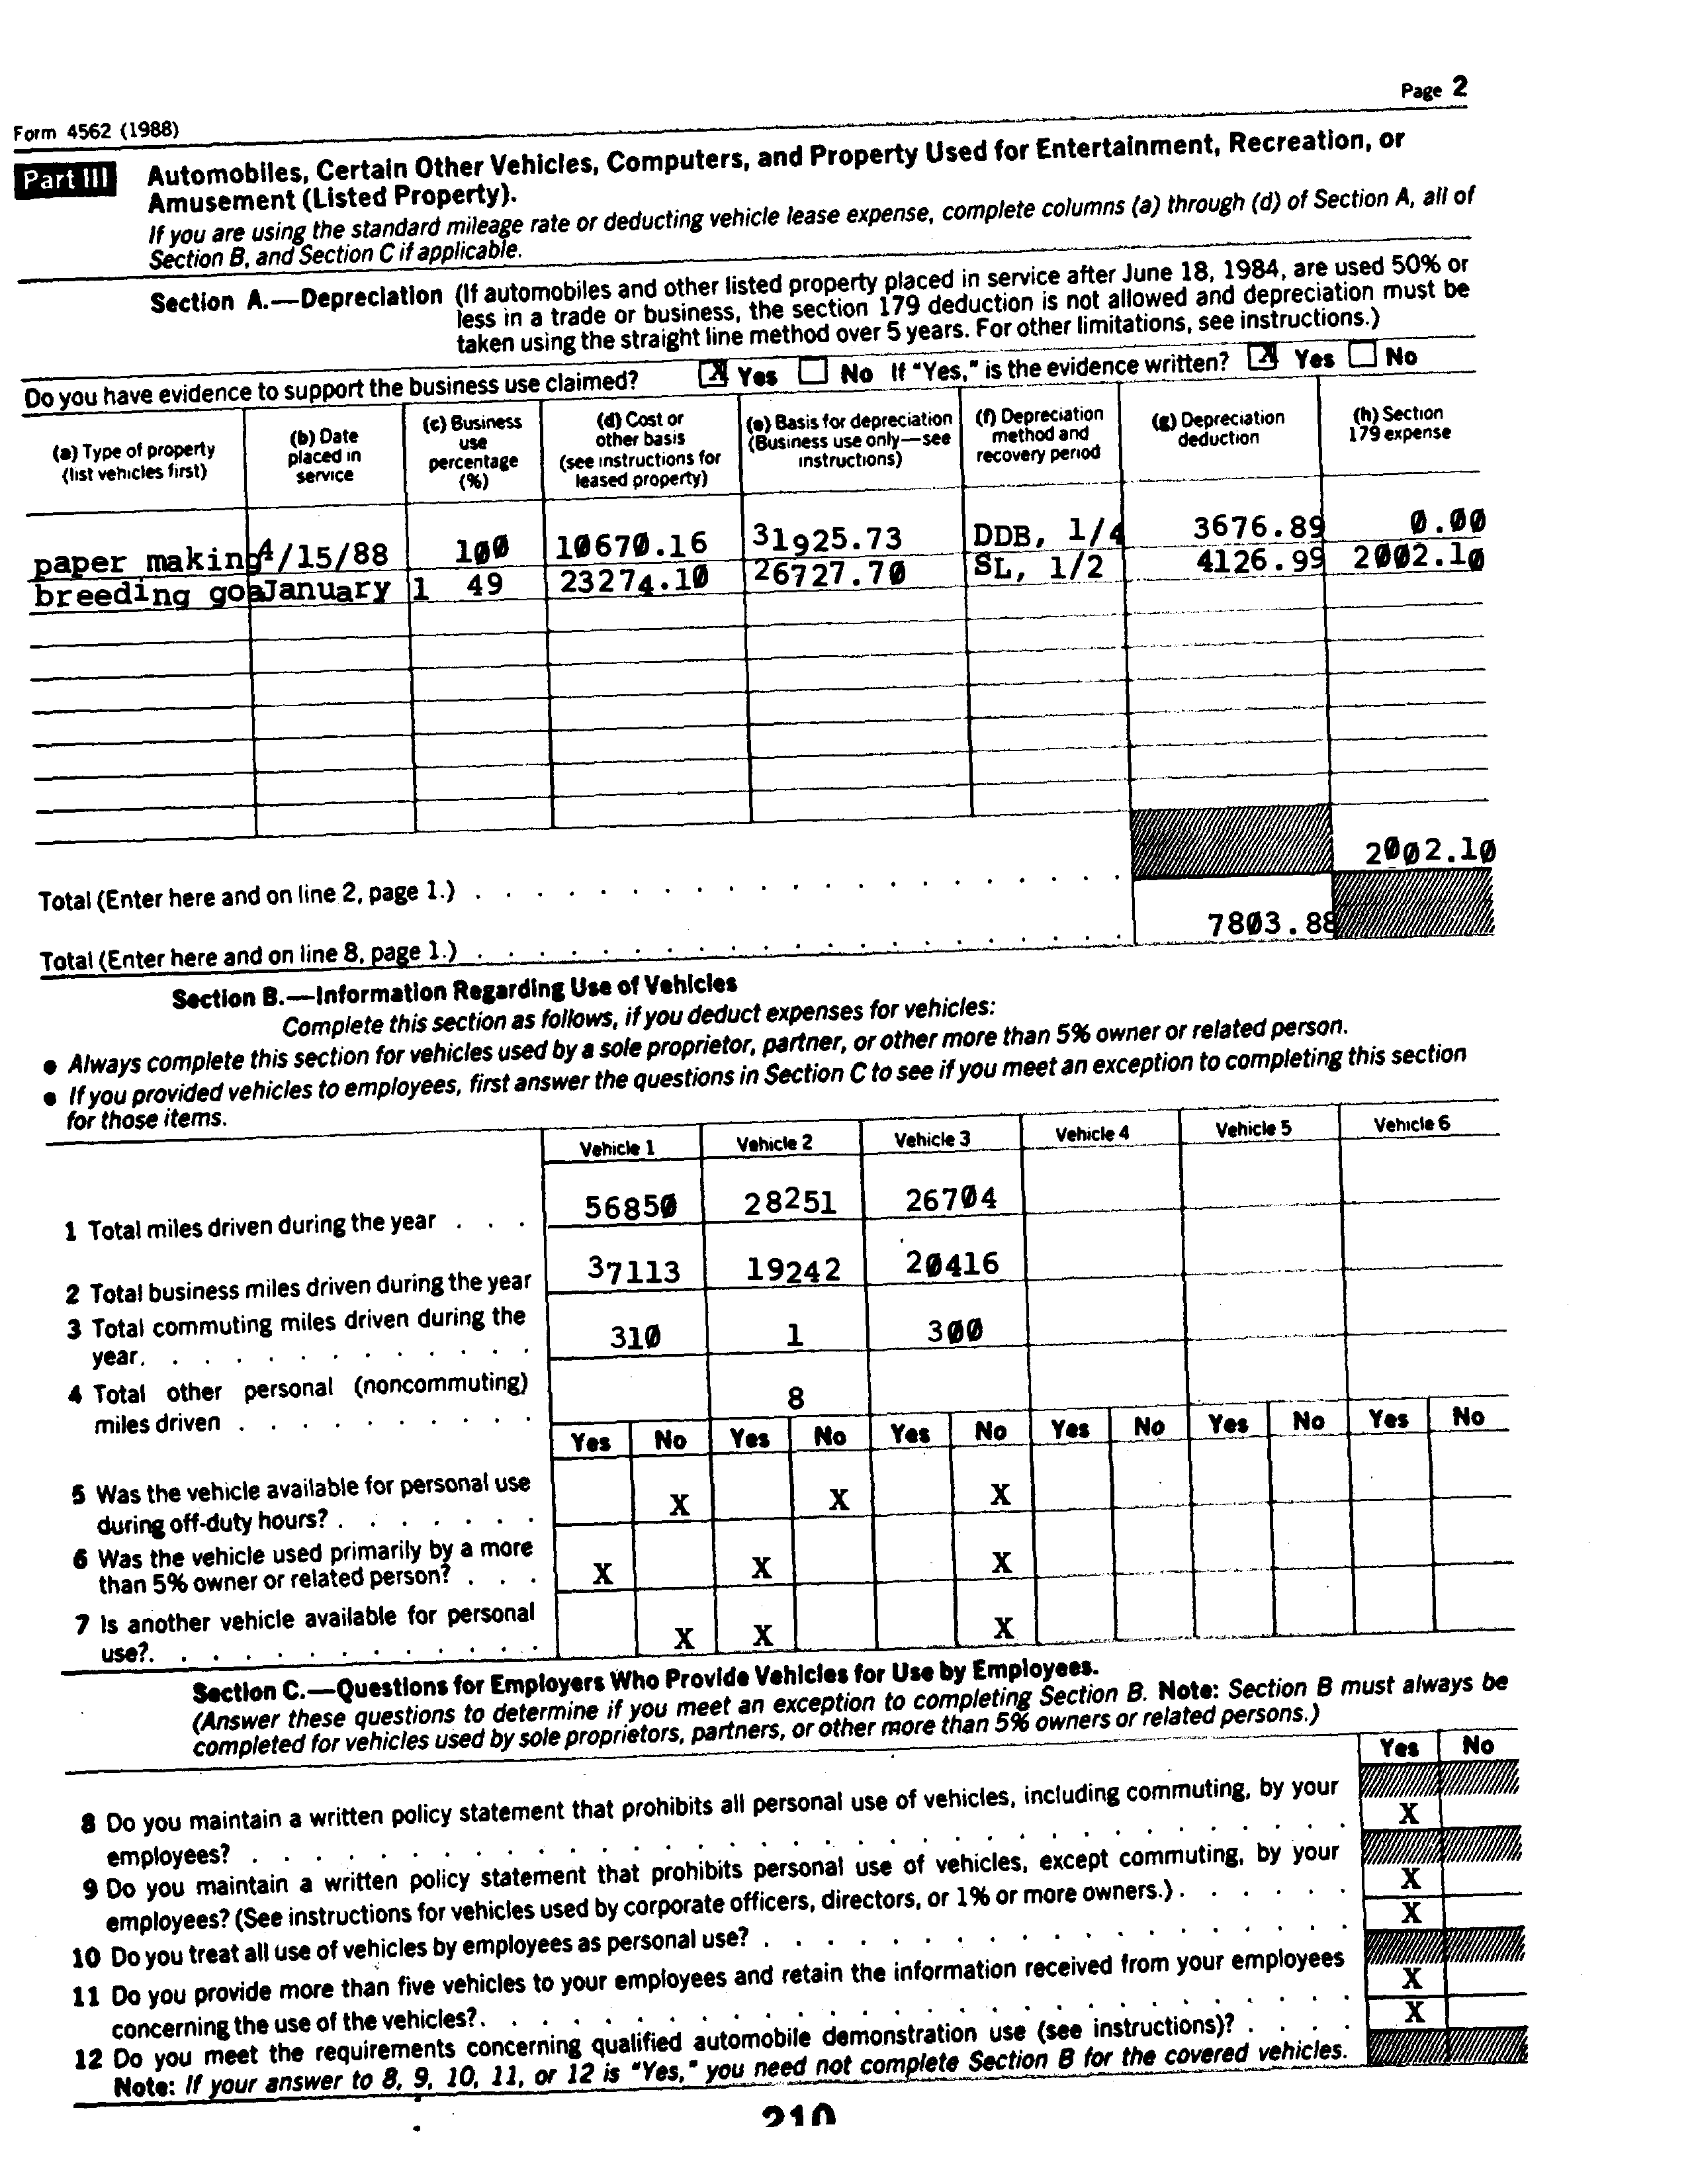 Page 2
Form 4562 (1988)
Part III
Automobiles, Certain Other Vehicles, Computers, and Property Used for Entertainment, Recreation, or
Amusement (Listed Property).
If you are using the standard mileage rate or deducting vehicle lease expense, complete columns (a) through (d) of Section A, all of
Section B, and Section C if applicable.
Section A.—Depreciation (If automobiles and other listed property placed in service after June 18, 1984, are used 50% or
less in a trade or business, the section 179 deduction is not allowed and depreciation must be
taken using the straight line method over 5 years. For other limitations, see instructions.)
Do you have evidence to support the business use claimed? X Yes No If "Yes," is the evidence written? X Yes No
(a) Type of property
(list vehicles first)
(b) Date
placed in
service
(c) Business
use
percentage
(%)
(d) Cost or
other basis
(see instructions for
leased property)
(e) Basis for depreciation
(Business use only—see
instructions)
(f) Depreciation
method and
recovery period
(g) Depreciation
deduction
(h) Section
179 expense
paper making 4/15/88 100 10670.16 31925.73 DDB, 1/4 3676.89 0.00
breeding goa January 1 49 23274.10 26727.70 SL, 1/2 4126.99 2002.10
2002.10
Total (Enter here and on line 2, page 1.)
7803.88
Total (Enter here and on line 8, page 1.)
Section B.—Information Regarding Use of Vehicles
Complete this section as follows, if you deduct expenses for vehicles:
● Always complete this section for vehicles used by a sole proprietor, partner, or other more than 5% owner or related person.
● If you provided vehicles to employees, first answer the questions in Section C to see if you meet an exception to completing this section
for those items.
Vehicle 1 Vehicle 2 Vehicle 3 Vehicle 4 Vehicle 5 Vehicle 6
1 Total miles driven during the year . . . 56850 28251 26704
2 Total business miles driven during the year 37113 19242 20416
3 Total commuting miles driven during the
year. 310 1 300
4 Total other personal (noncommuting)
miles driven 8
Yes No Yes No Yes No Yes No Yes No Yes No
5 Was the vehicle available for personal use
during off-duty hours? X X X
6 Was the vehicle used primarily by a more
than 5% owner or related person? X X X
7 Is another vehicle available for personal
use? X X X
Section C.—Questions for Employers Who Provide Vehicles for Use by Employees.
(Answer these questions to determine if you meet an exception to completing Section B. Note: Section B must always be
completed for vehicles used by sole proprietors, partners, or other more than 5% owners or related persons.)
Yes No
8 Do you maintain a written policy statement that prohibits all personal use of vehicles, including commuting, by your
employees? X
9 Do you maintain a written policy statement that prohibits personal use of vehicles, except commuting, by your
employees? (See instructions for vehicles used by corporate officers, directors, or 1% or more owners.) X
10 Do you treat all use of vehicles by employees as personal use? X
11 Do you provide more than five vehicles to your employees and retain the information received from your employees
concerning the use of the vehicles? X
12 Do you meet the requirements concerning qualified automobile demonstration use (see instructions)? X
Note: If your answer to 8, 9, 10, 11, or 12 is "Yes," you need not complete Section B for the covered vehicles.
210